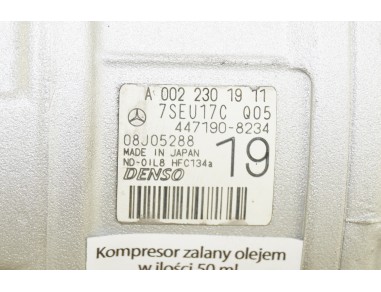 A 002 230 19 11
7SEU17C Q05
447190-8234
08J05288
MADE IN JAPAN
ND-OIL8 HFC134a
19
DENSO
Kompresor zalany olejem
w ilości 50 ml